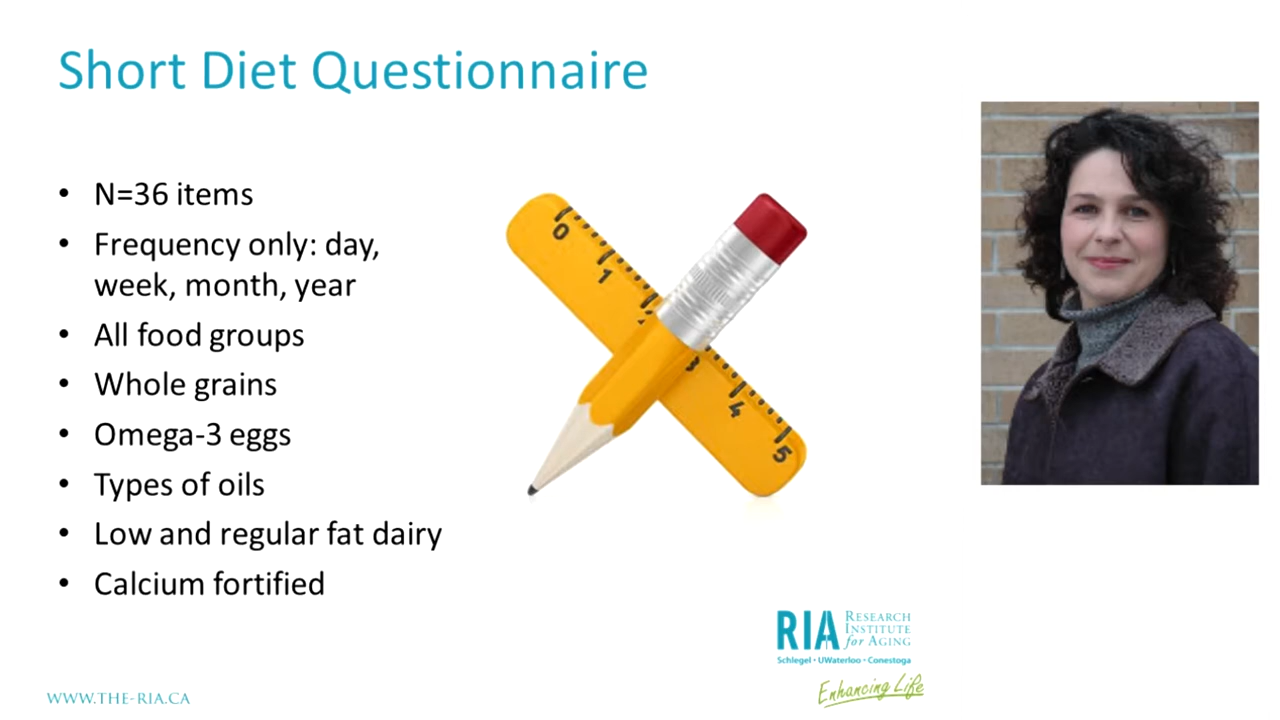 Short Diet Questionnaire
• N=36 items
• Frequency only: day,
week, month, year
• All food groups
• Whole grains
• Omega-3 eggs
• Types of oils
• Low and regular fat dairy
• Calcium fortified
0
1
3
4
5
RIA RESEARCH
INSTITUTE
for AGING
Schlegel • UWaterloo • Conestoga
Enhancing Life
WWW.THE-RIA.CA